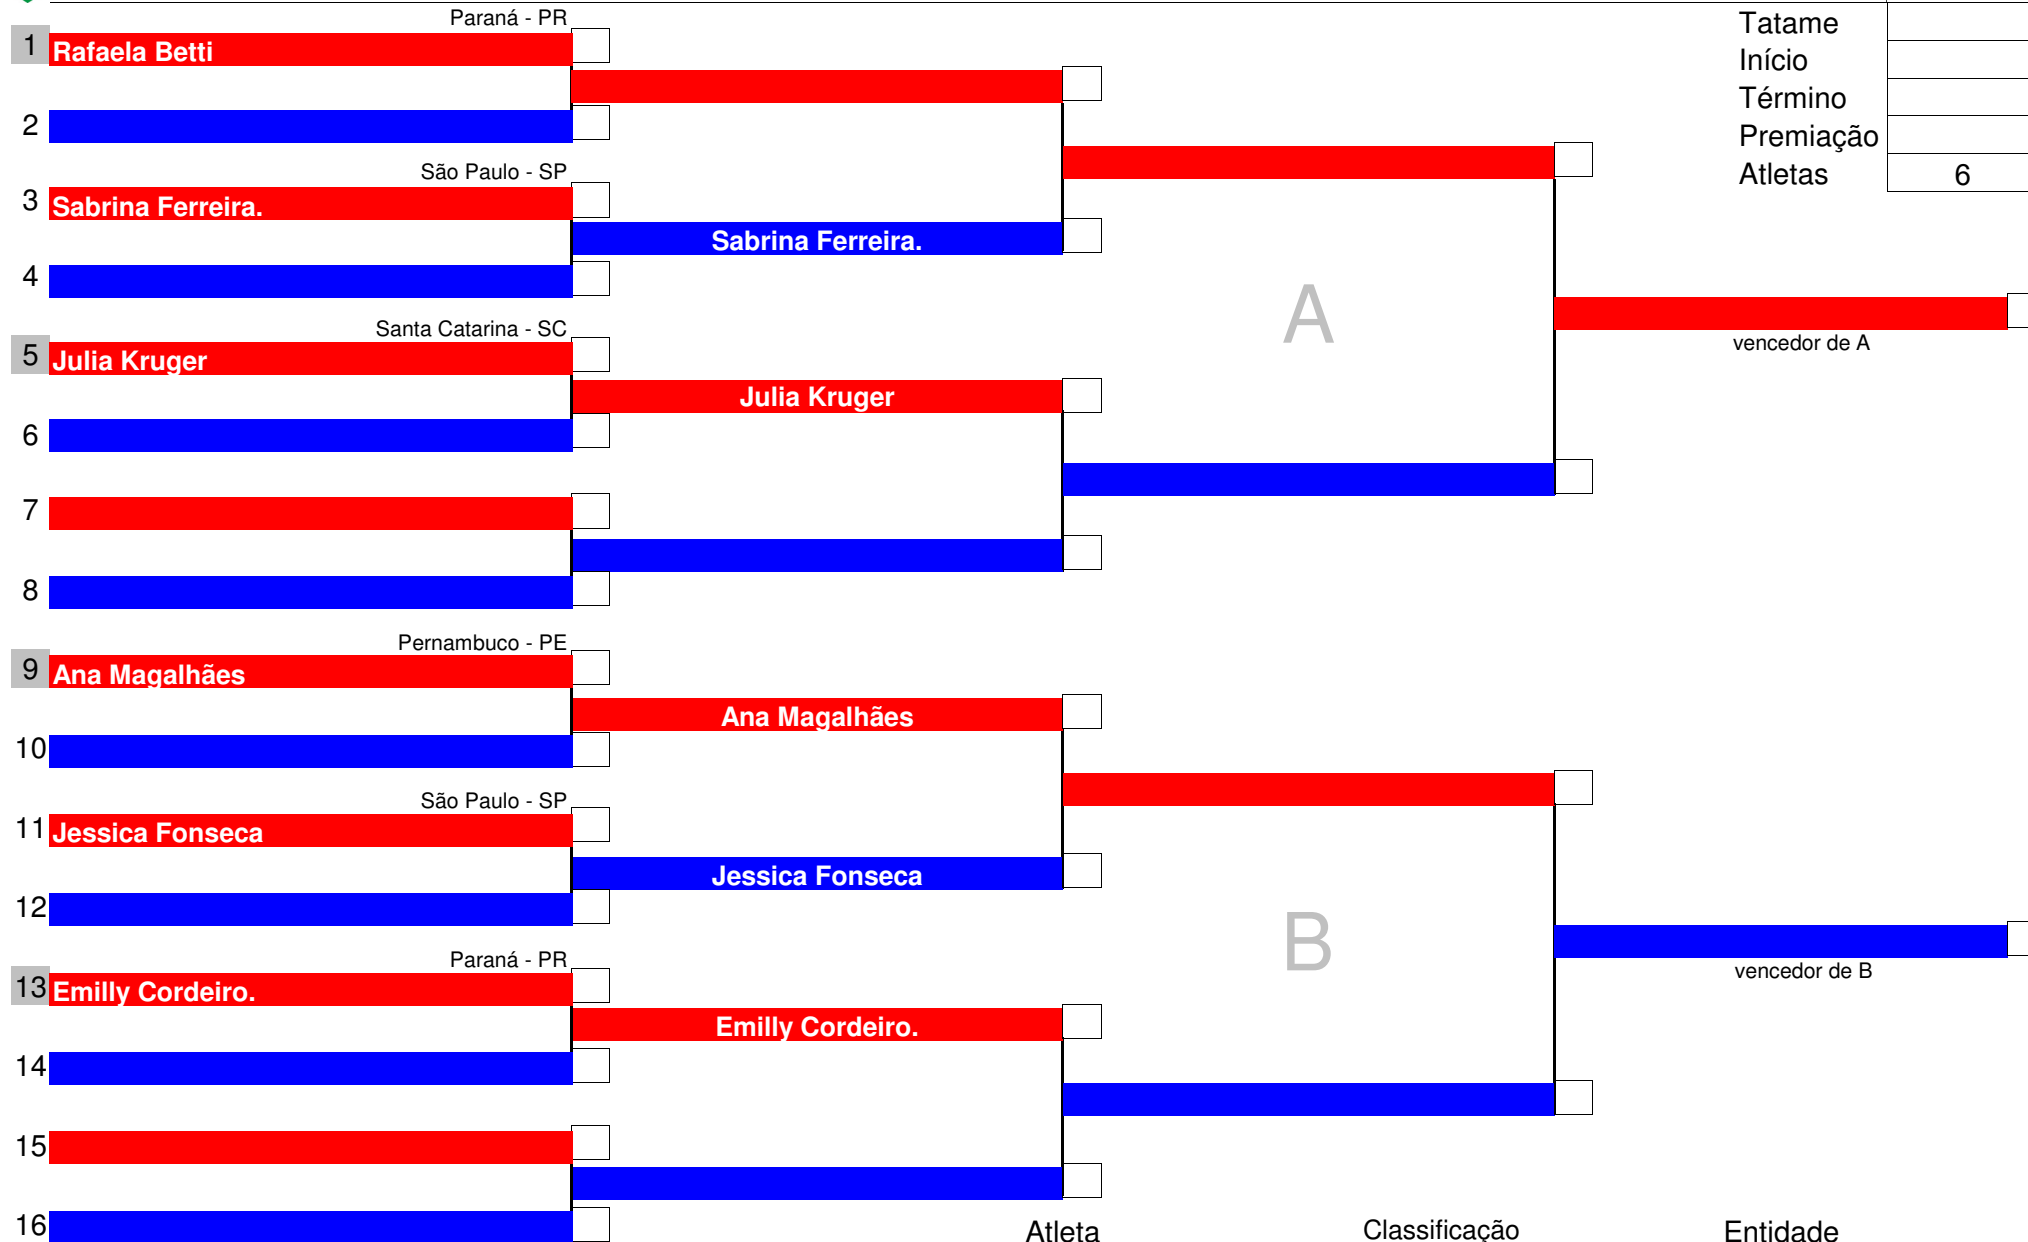 Paraná - PR
1 Rafaela Betti
2
São Paulo - SP
3 Sabrina Ferreira.
Sabrina Ferreira.
4
Santa Catarina - SC
5 Julia Kruger
Julia Kruger
6
7
8
Pernambuco - PE
9 Ana Magalhães
Ana Magalhães
10
São Paulo - SP
11 Jessica Fonseca
Jessica Fonseca
12
Paraná - PR
13 Emilly Cordeiro.
Emilly Cordeiro.
14
15
16
A
B
vencedor de A
vencedor de B
Tatame
Início
Término
Premiação
Atletas 6
Atleta Classificação Entidade